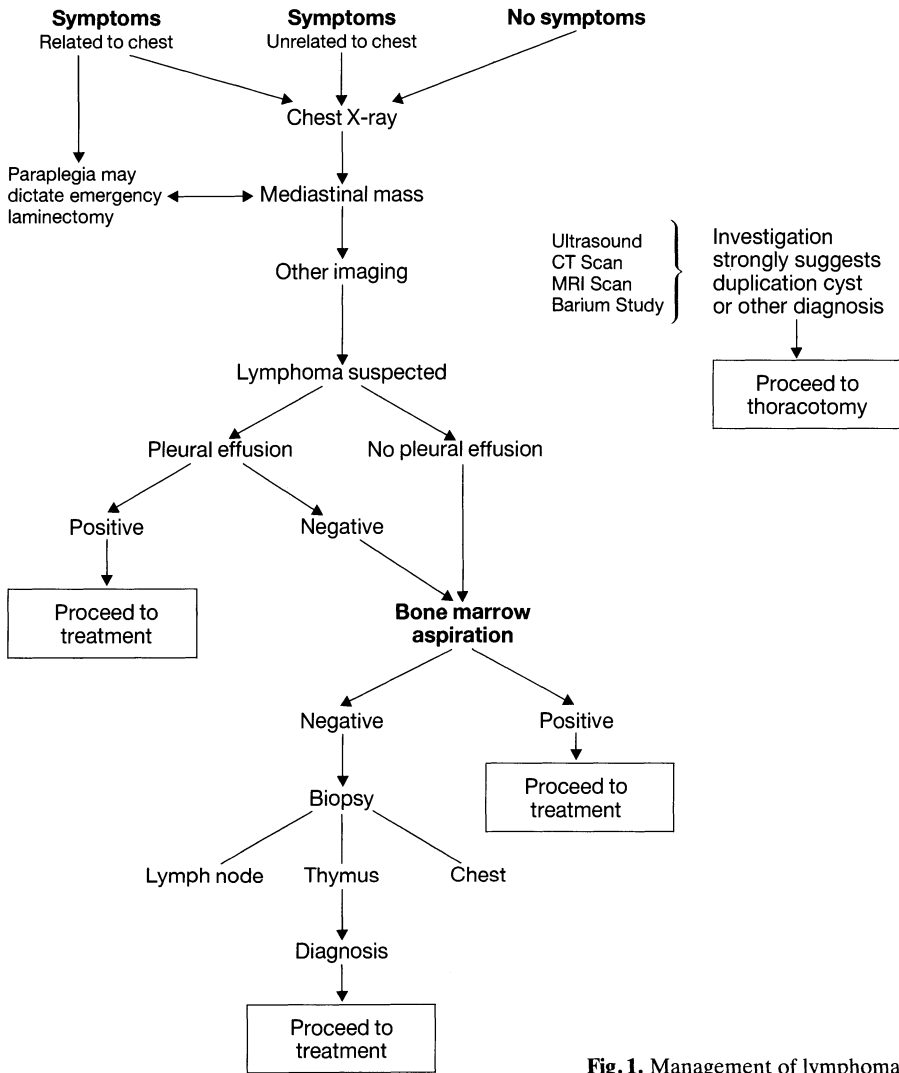 Symptoms
Related to chest
Symptoms
Unrelated to chest
No symptoms
Chest X-ray
Paraplegia may
dictate emergency
laminectomy
Mediastinal mass
Other imaging
Ultrasound
CT Scan
MRI Scan
Barium Study
Investigation
strongly suggests
duplication cyst
or other diagnosis
Proceed to
thoracotomy
Lymphoma suspected
Pleural effusion
No pleural effusion
Positive
Negative
Proceed to
treatment
Bone marrow
aspiration
Negative
Positive
Proceed to
treatment
Biopsy
Lymph node
Thymus
Chest
Diagnosis
Proceed to
treatment
Fig. 1. Management of lymphoma